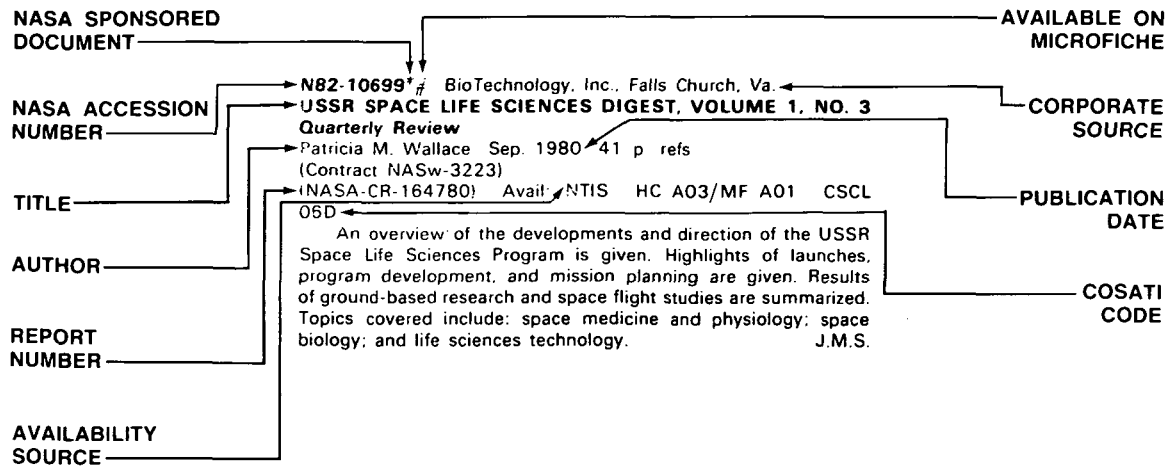 NASA SPONSORED
DOCUMENT
AVAILABLE ON
MICROFICHE
N82-10699*# BioTechnology, Inc., Falls Church, Va.
NASA ACCESSION
NUMBER
USSR SPACE LIFE SCIENCES DIGEST, VOLUME 1, NO. 3
CORPORATE
SOURCE
Quarterly Review
Patricia M. Wallace Sep. 1980 41 p refs
(Contract NASw-3223)
TITLE
(NASA-CR-164780) Avail: NTIS HC A03/MF A01 CSCL
06D
PUBLICATION
DATE
An overview of the developments and direction of the USSR
Space Life Sciences Program is given. Highlights of launches,
AUTHOR
program development, and mission planning are given. Results
of ground-based research and space flight studies are summarized.
COSATI
CODE
Topics covered include: space medicine and physiology; space
biology; and life sciences technology. J.M.S.
REPORT
NUMBER
AVAILABILITY
SOURCE